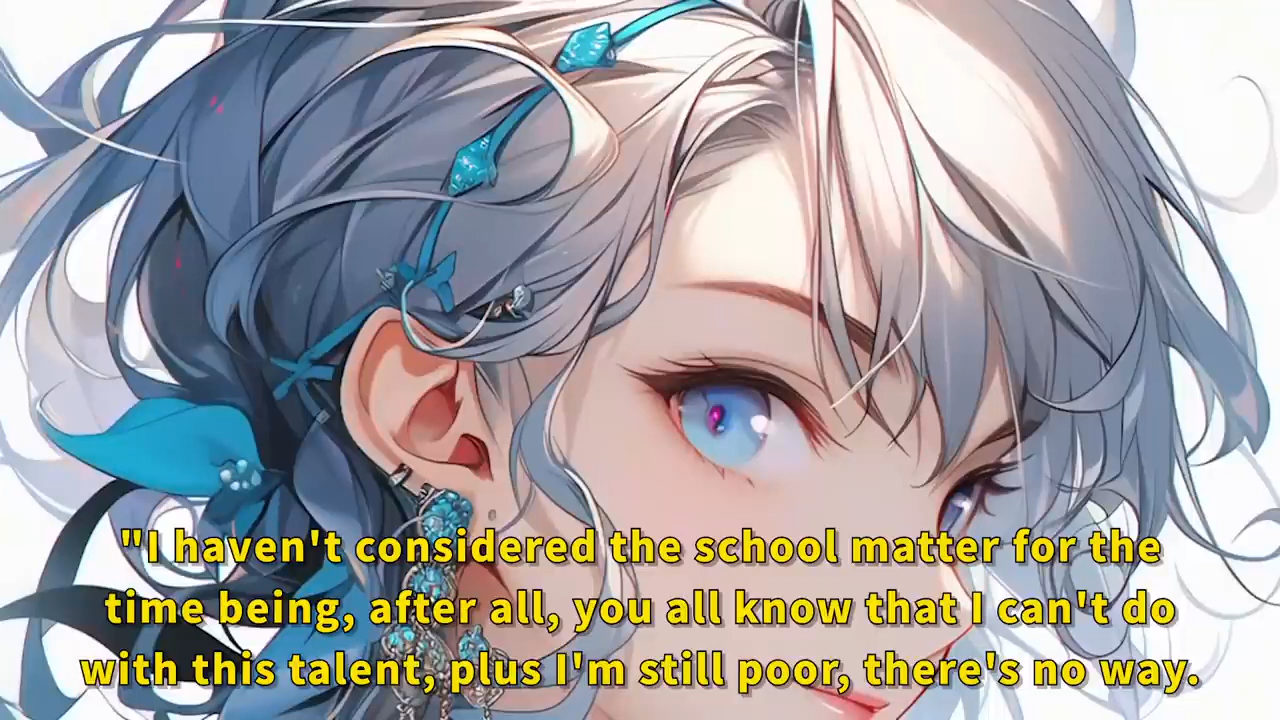 "I haven't considered the school matter for the
time being, after all, you all know that I can't do
with this talent, plus I'm still poor, there's no way.